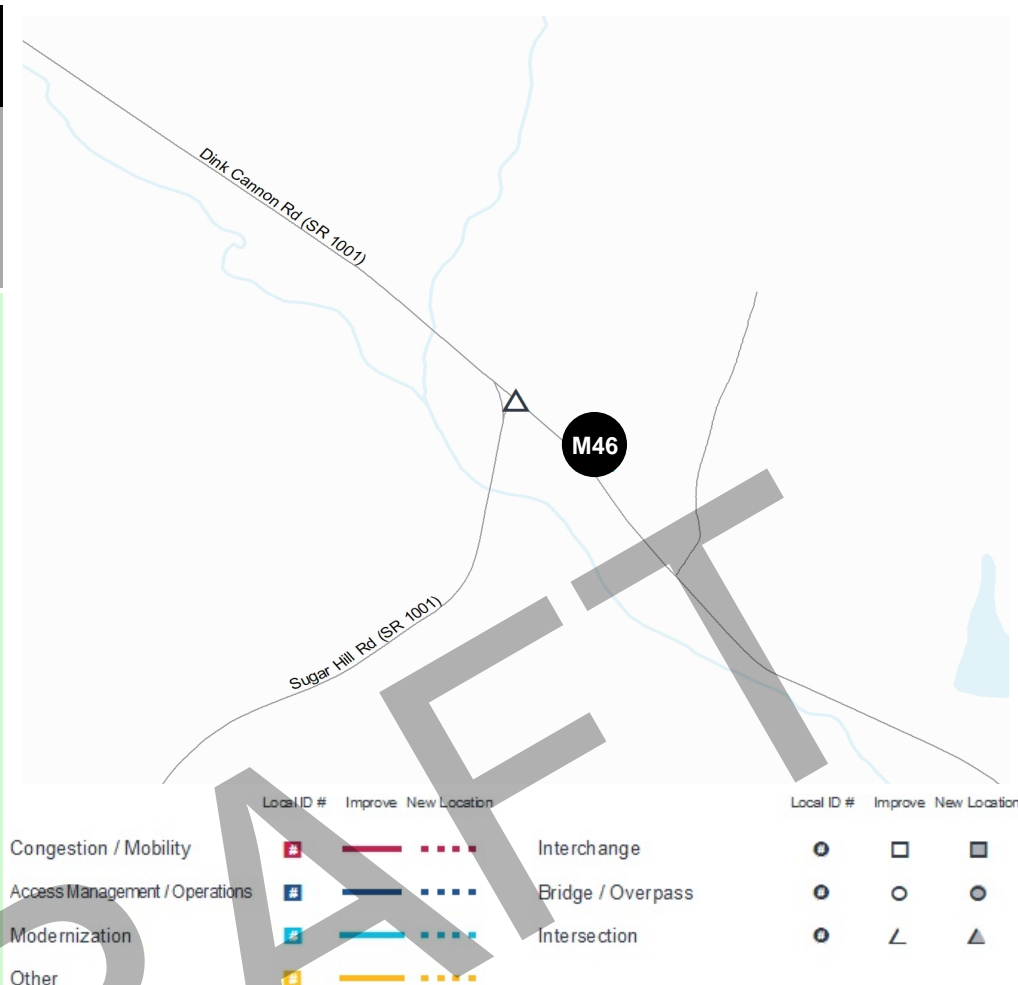 Dink Cannon Rd (SR 1001)
M46
Sugar Hill Rd (SR 1001)
Local ID # Improve New Location
Local ID # Improve New Location
Congestion / Mobility #
Interchange #
Access Management / Operations #
Bridge / Overpass #
Modernization #
Intersection #
Other #
DRAFT